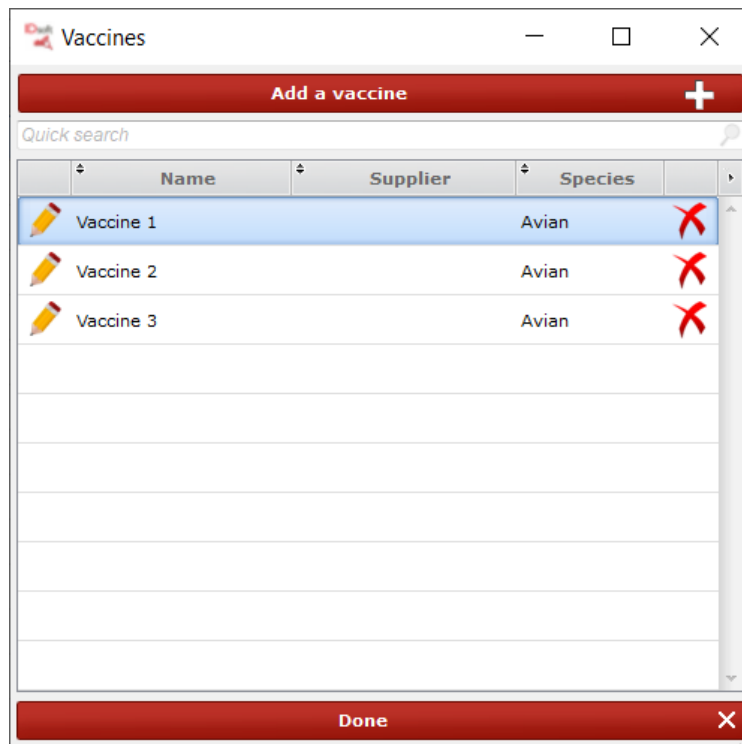 Vaccines
Add a vaccine
Quick search
Name Supplier Species
Vaccine 1 Avian
Vaccine 2 Avian
Vaccine 3 Avian
Done